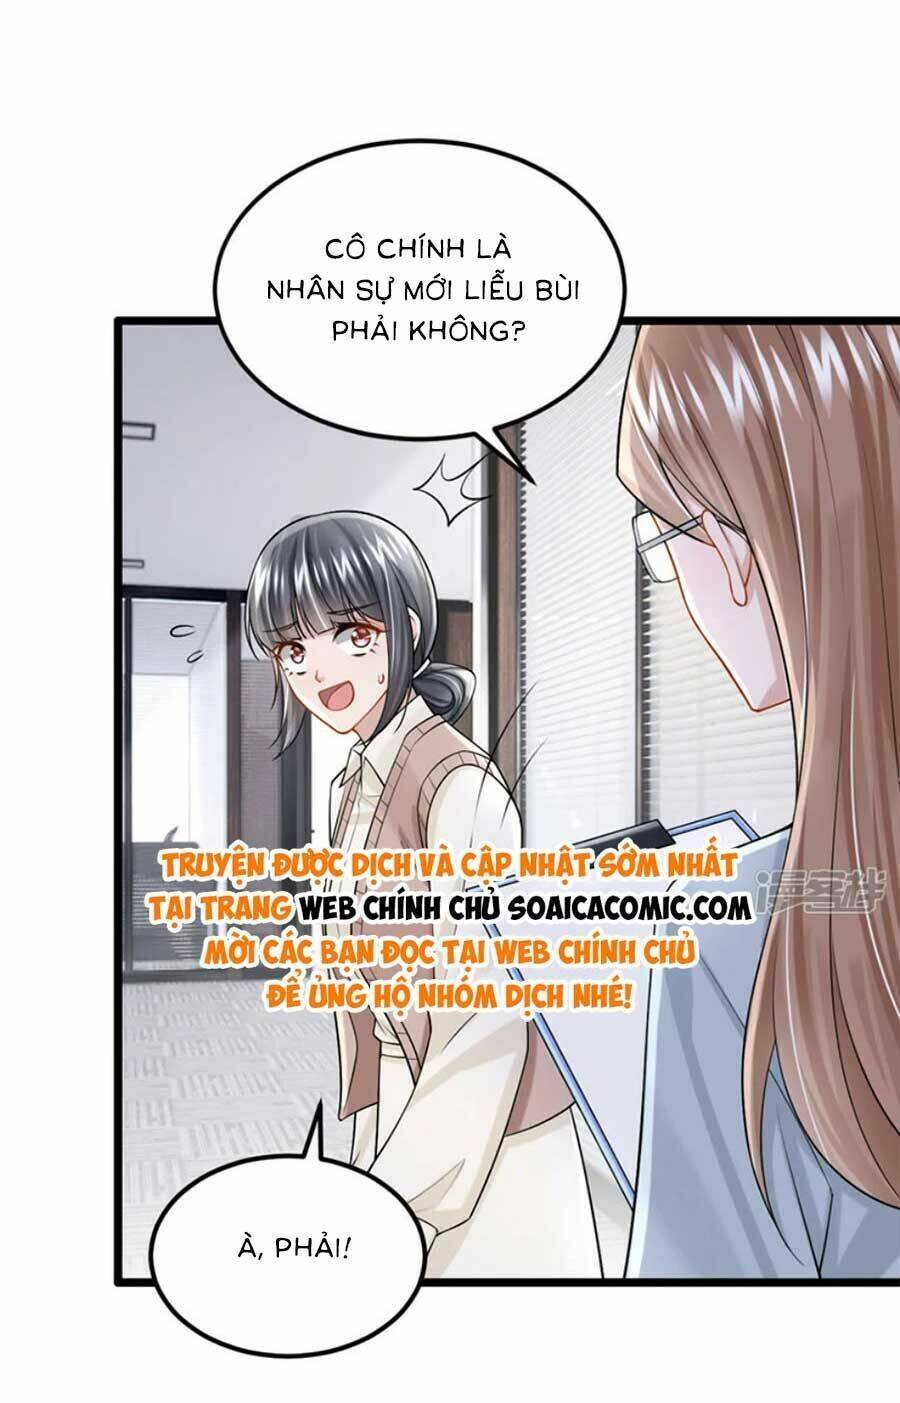 CÔ CHÍNH LÀ
NHÂN SỰ MỚI LIỄU BÙI
PHẢI KHÔNG?
TRUYỆN ĐƯỢC DỊCH VÀ CẬP NHẬT SỚM NHẤT
TẠI TRANG WEB CHÍNH CHỦ SOAICACOMIC.COM
MỜI CÁC BẠN ĐỌC TẠI WEB CHÍNH CHỦ
ĐỂ ỦNG HỘ NHÓM DỊCH NHÉ!
À, PHẢI!